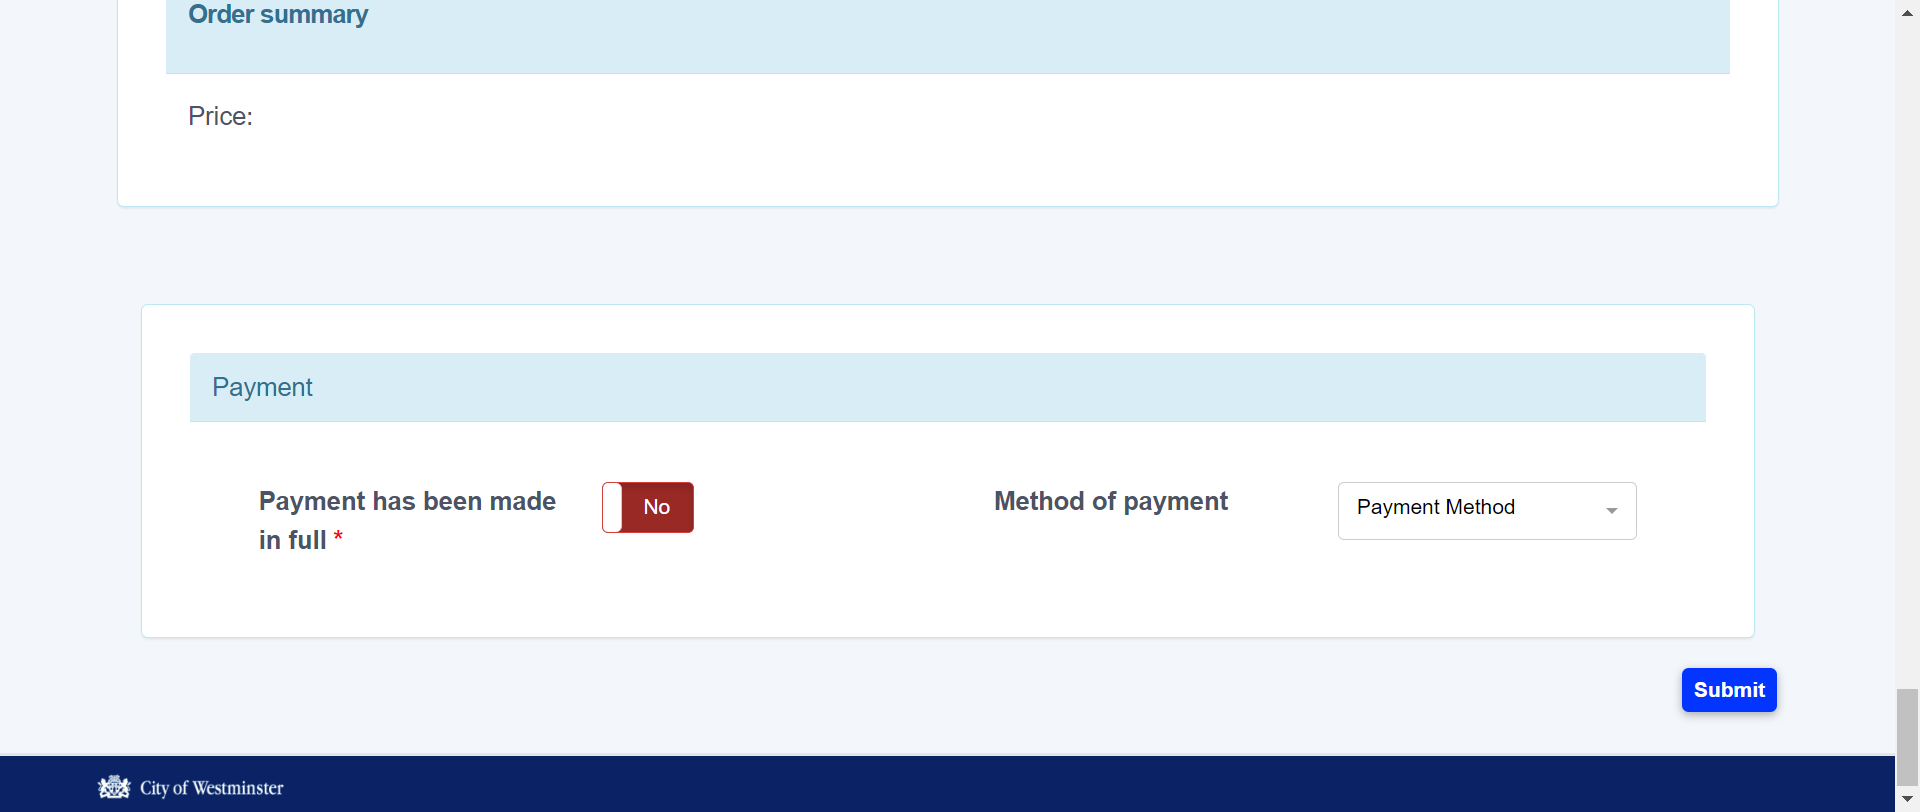 Order summary
Price:
Payment
Payment has been made
in full *
No
Method of payment
Payment Method
Submit
City of Westminster